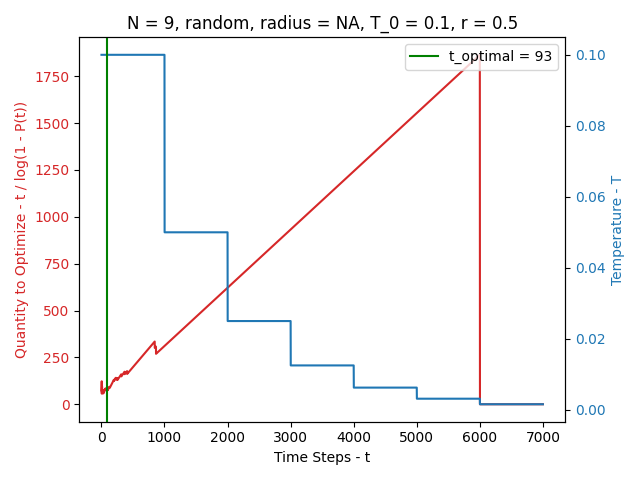 N = 9, random, radius = NA, T_0 = 0.1, r = 0.5
t_optimal = 93
Quantity to Optimize - t / log(1 - P(t))
1750
1500
1250
1000
750
500
250
0
0.10
0.08
0.06
0.04
0.02
0.00
Temperature - T
0 1000 2000 3000 4000 5000 6000 7000
Time Steps - t